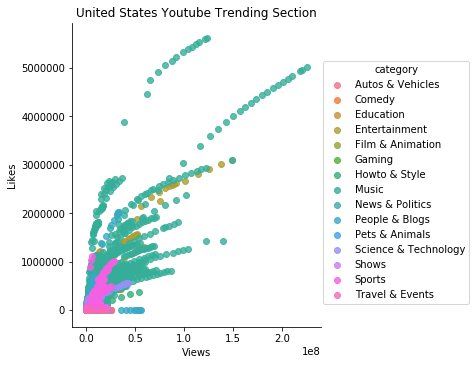 United States Youtube Trending Section
Likes
5000000
4000000
3000000
2000000
1000000
0
0.0
0.5
1.0
1.5
2.0
1e8
Views
category
Autos & Vehicles
Comedy
Education
Entertainment
Film & Animation
Gaming
Howto & Style
Music
News & Politics
People & Blogs
Pets & Animals
Science & Technology
Shows
Sports
Travel & Events